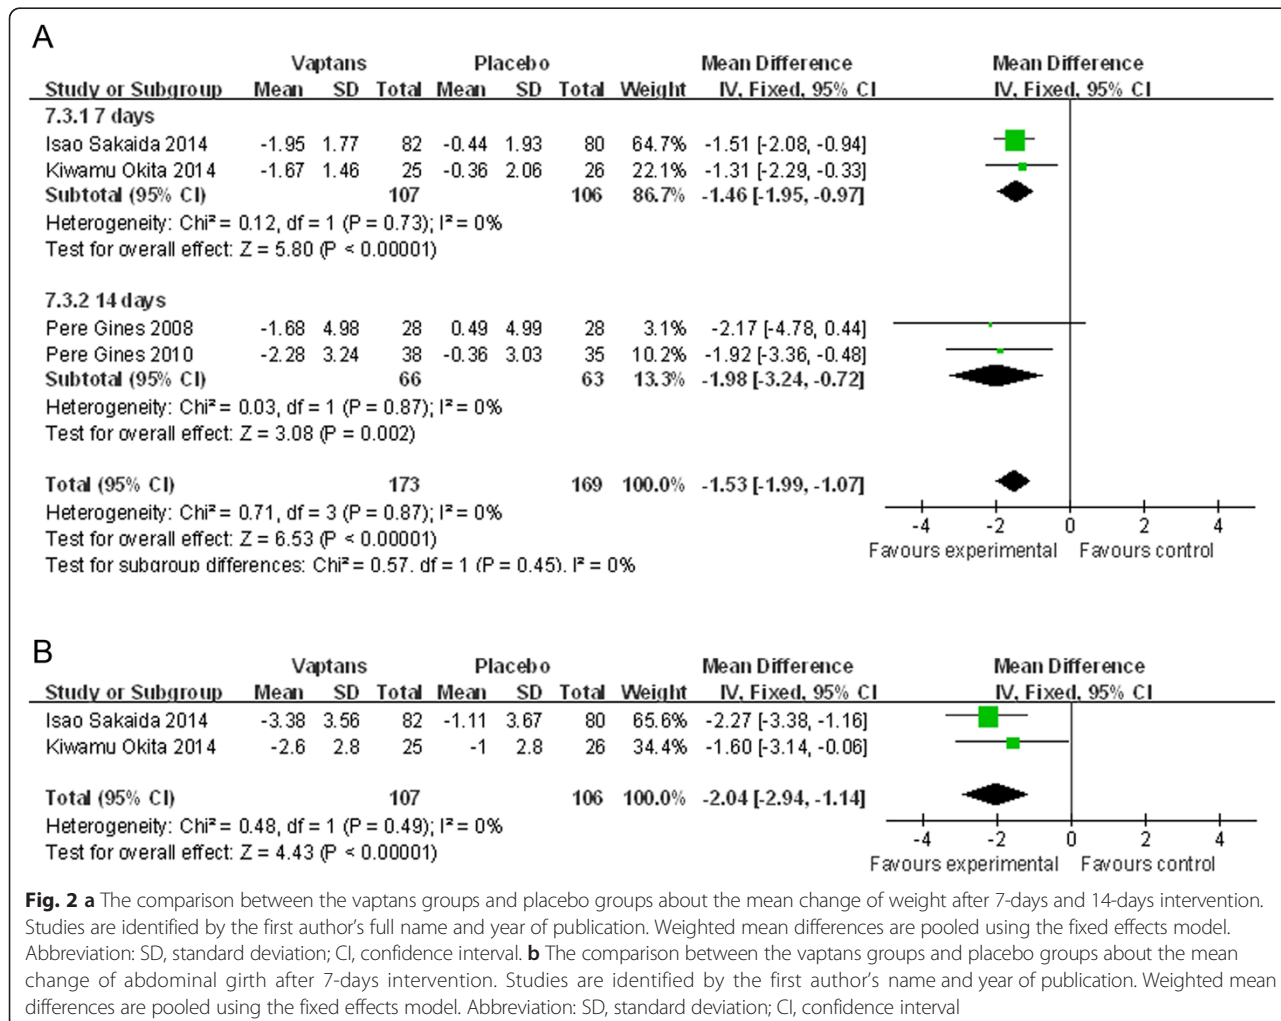 A
Vaptans Placebo Mean Difference Mean Difference
Study or Subgroup Mean SD Total Mean SD Total Weight IV, Fixed, 95% CI IV, Fixed, 95% CI
7.3.1 7 days
Isao Sakaida 2014 -1.95 1.77 82 -0.44 1.93 80 64.7% -1.51 [-2.08, -0.94]
Kiwamu Okita 2014 -1.67 1.46 25 -0.36 2.06 26 22.1% -1.31 [-2.29, -0.33]
Subtotal (95% CI) 107 106 86.7% -1.46 [-1.95, -0.97]
Heterogeneity: Chi² = 0.12, df = 1 (P = 0.73); I² = 0%
Test for overall effect: Z = 5.80 (P < 0.00001)
7.3.2 14 days
Pere Gines 2008 -1.68 4.98 28 0.49 4.99 28 3.1% -2.17 [-4.78, 0.44]
Pere Gines 2010 -2.28 3.24 38 -0.36 3.03 35 10.2% -1.92 [-3.36, -0.48]
Subtotal (95% CI) 66 63 13.3% -1.98 [-3.24, -0.72]
Heterogeneity: Chi² = 0.03, df = 1 (P = 0.87); I² = 0%
Test for overall effect: Z = 3.08 (P = 0.002)
Total (95% CI) 173 169 100.0% -1.53 [-1.99, -1.07]
Heterogeneity: Chi² = 0.71, df = 3 (P = 0.87); I² = 0%
Test for overall effect: Z = 6.53 (P < 0.00001)
Test for subgroup differences: Chi² = 0.57, df = 1 (P = 0.45), I² = 0%
-4 -2 0 2 4
Favours experimental Favours control
B
Vaptans Placebo Mean Difference Mean Difference
Study or Subgroup Mean SD Total Mean SD Total Weight IV, Fixed, 95% CI IV, Fixed, 95% CI
Isao Sakaida 2014 -3.38 3.56 82 -1.11 3.67 80 65.6% -2.27 [-3.38, -1.16]
Kiwamu Okita 2014 -2.6 2.8 25 -1 2.8 26 34.4% -1.60 [-3.14, -0.06]
Total (95% CI) 107 106 100.0% -2.04 [-2.94, -1.14]
Heterogeneity: Chi² = 0.48, df = 1 (P = 0.49); I² = 0%
Test for overall effect: Z = 4.43 (P < 0.00001)
-4 -2 0 2 4
Favours experimental Favours control
Fig. 2 a The comparison between the vaptans groups and placebo groups about the mean change of weight after 7-days and 14-days intervention.
Studies are identified by the first author's full name and year of publication. Weighted mean differences are pooled using the fixed effects model.
Abbreviation: SD, standard deviation; CI, confidence interval. b The comparison between the vaptans groups and placebo groups about the mean
change of abdominal girth after 7-days intervention. Studies are identified by the first author's name and year of publication. Weighted mean
differences are pooled using the fixed effects model. Abbreviation: SD, standard deviation; CI, confidence interval